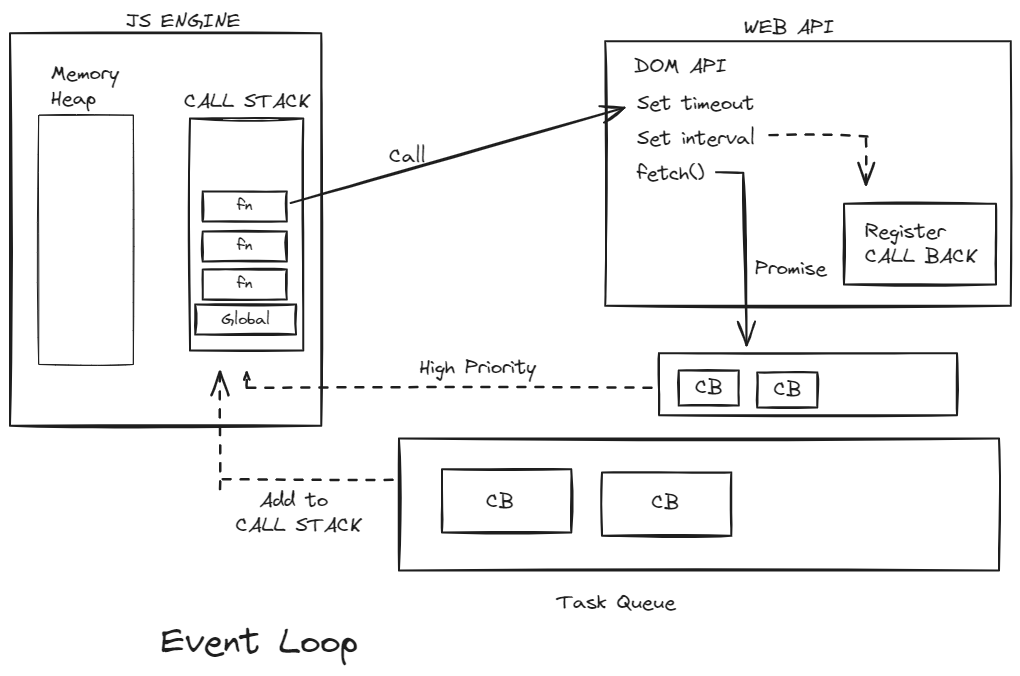 JS ENGINE
Memory
Heap
CALL STACK
fn
fn
fn
Global
Call
WEB API
DOM API
Set timeout
Set interval
fetch()
Register
CALL BACK
Promise
High Priority
CB
CB
Add to
CALL STACK
CB
CB
Task Queue
Event Loop